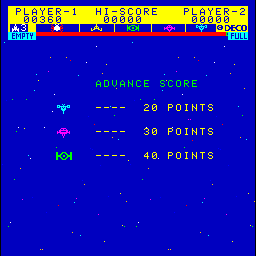 PLAYER-1 HI-SCORE PLAYER-2
00360 00000 00000
3 DECO
EMPTY FULL
ADVANCE SCORE
---- 20 POINTS
---- 30 POINTS
---- 40 POINTS